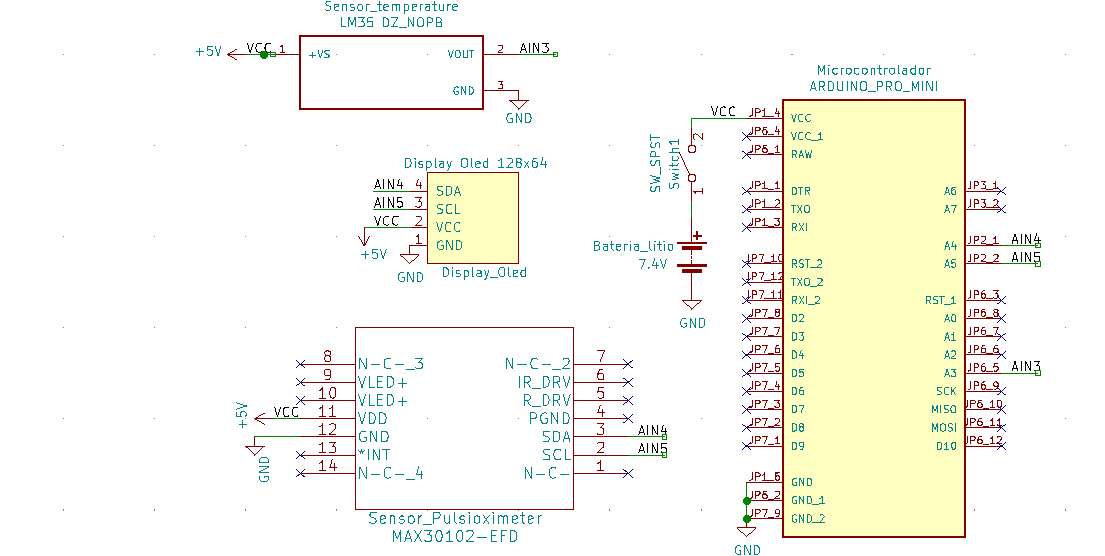 Sensor_temperature
LM35 DZ_NOPB
+5V VCC 1 +VS VOUT 2 AIN3
GND 3
GND
Display Oled 128x64
AIN4 4 SDA
AIN5 3 SCL
VCC 2 VCC
1 GND
+5V
GND
Display_Oled
8 N-C-_3 N-C-_2 7
9 VLED+ IR_DRV 6
10 VLED+ R_DRV 5
+5V VCC 11 VDD PGND 4
12 GND SDA 3 AIN4
13 *INT SCL 2 AIN5
14 N-C-_4 N-C- 1
GND
Sensor_Pulsioximeter
MAX30102-EFD
VCC
2
SW_SPST
Switch1
1
+
Bateria_litio
7.4V
GND
Microcontrolador
ARDUINO_PRO_MINI
JP1_4 VCC
JP6_4 VCC_1
JP6_1 RAW
JP1_1 DTR A6 JP3_1
JP1_2 TXO A7 JP3_2
JP1_3 RXI
A4 JP2_1 AIN4
JP7_10 RST_2 A5 JP2_2 AIN5
JP7_12 TXO_2
JP7_11 RXI_2 RST_1 JP6_3
JP7_8 D2 A0 JP6_8
JP7_7 D3 A1 JP6_7
JP7_6 D4 A2 JP6_6
JP7_5 D5 A3 JP6_5 AIN3
JP7_4 D6 SCK JP6_9
JP7_3 D7 MISO JP6_10
JP7_2 D8 MOSI JP6_11
JP7_1 D9 D10 JP6_12
JP1_5 GND
JP6_2 GND_1
JP7_9 GND_2
GND